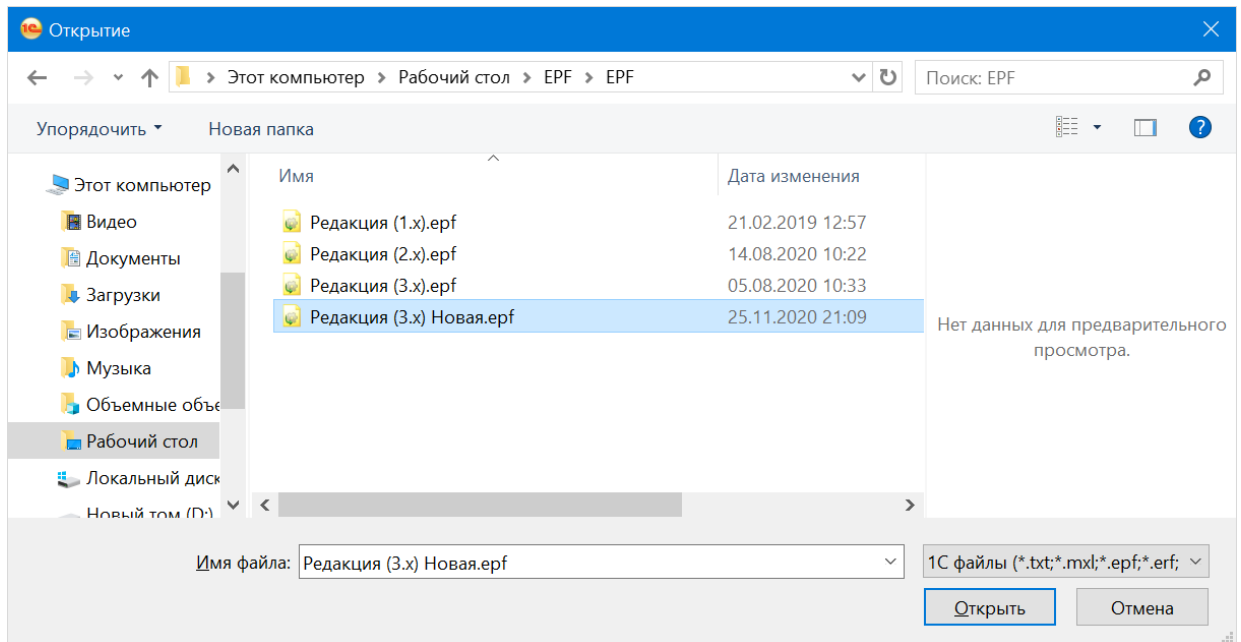 Открытие
Этот компьютер > Рабочий стол > EPF > EPF
Поиск: EPF
Упорядочить
Новая папка
Этот компьютер
Видео
Документы
Загрузки
Изображения
Музыка
Объемные объе
Рабочий стол
Локальный диск
Новый том (D:)
Имя Дата изменения
Редакция (1.x).epf 21.02.2019 12:57
Редакция (2.x).epf 14.08.2020 10:22
Редакция (3.x).epf 05.08.2020 10:33
Редакция (3.x) Новая.epf 25.11.2020 21:09
Нет данных для предварительного
просмотра.
Имя файла: Редакция (3.x) Новая.epf
1C файлы (*.txt;*.mxl;*.epf;*.erf;
Открыть Отмена